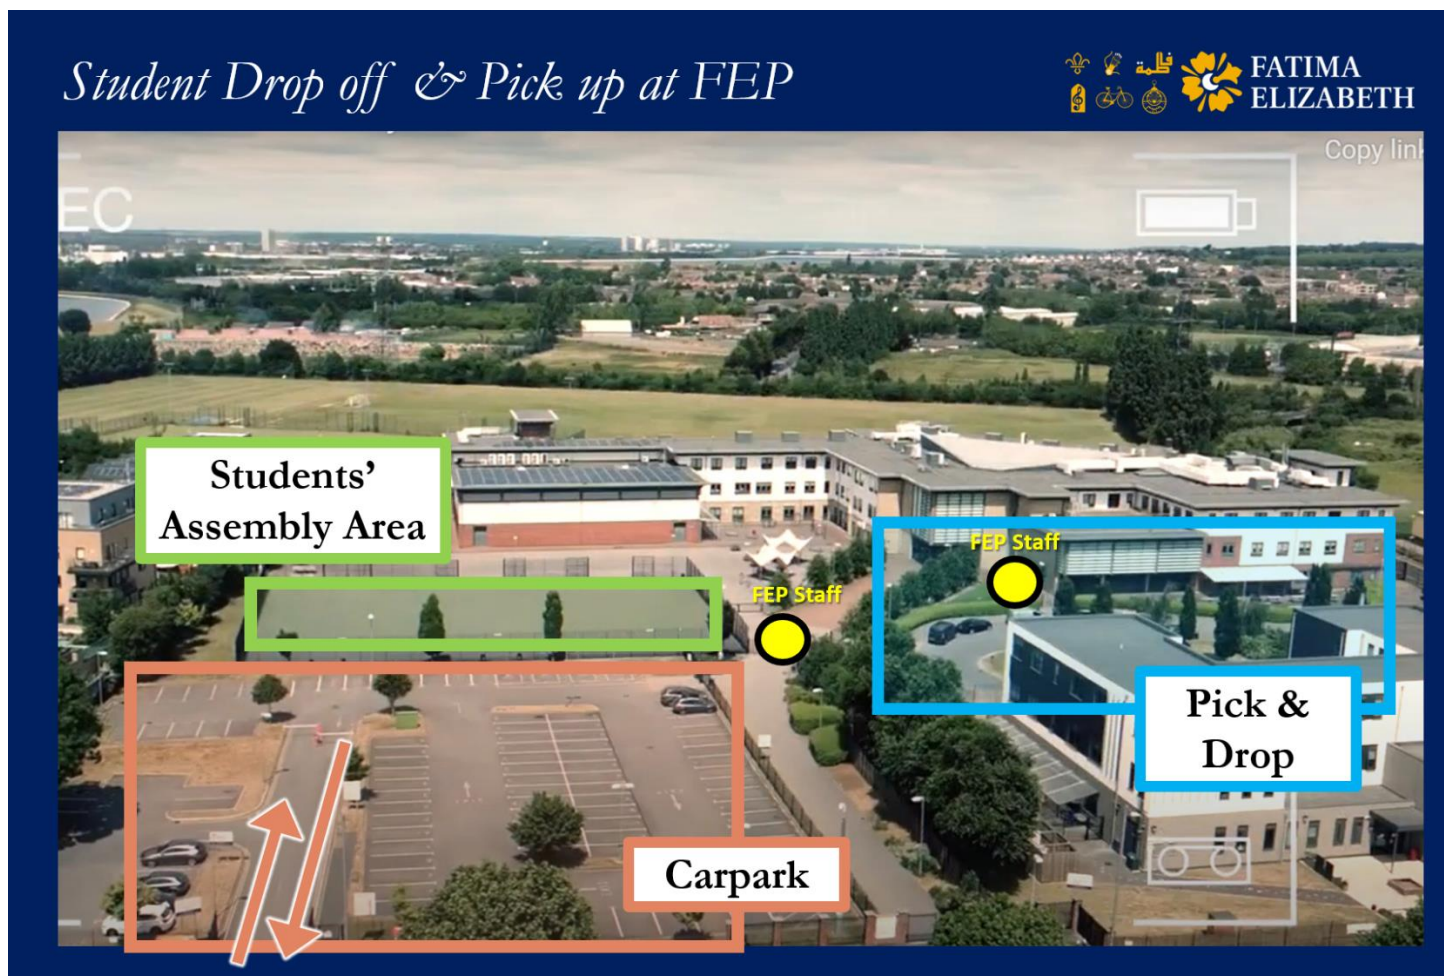 Student Drop off & Pick up at FEP
فاطمة
FATIMA
ELIZABETH
Copy link
EC
Students’
Assembly Area
FEP Staff
FEP Staff
Pick &
Drop
Carpark